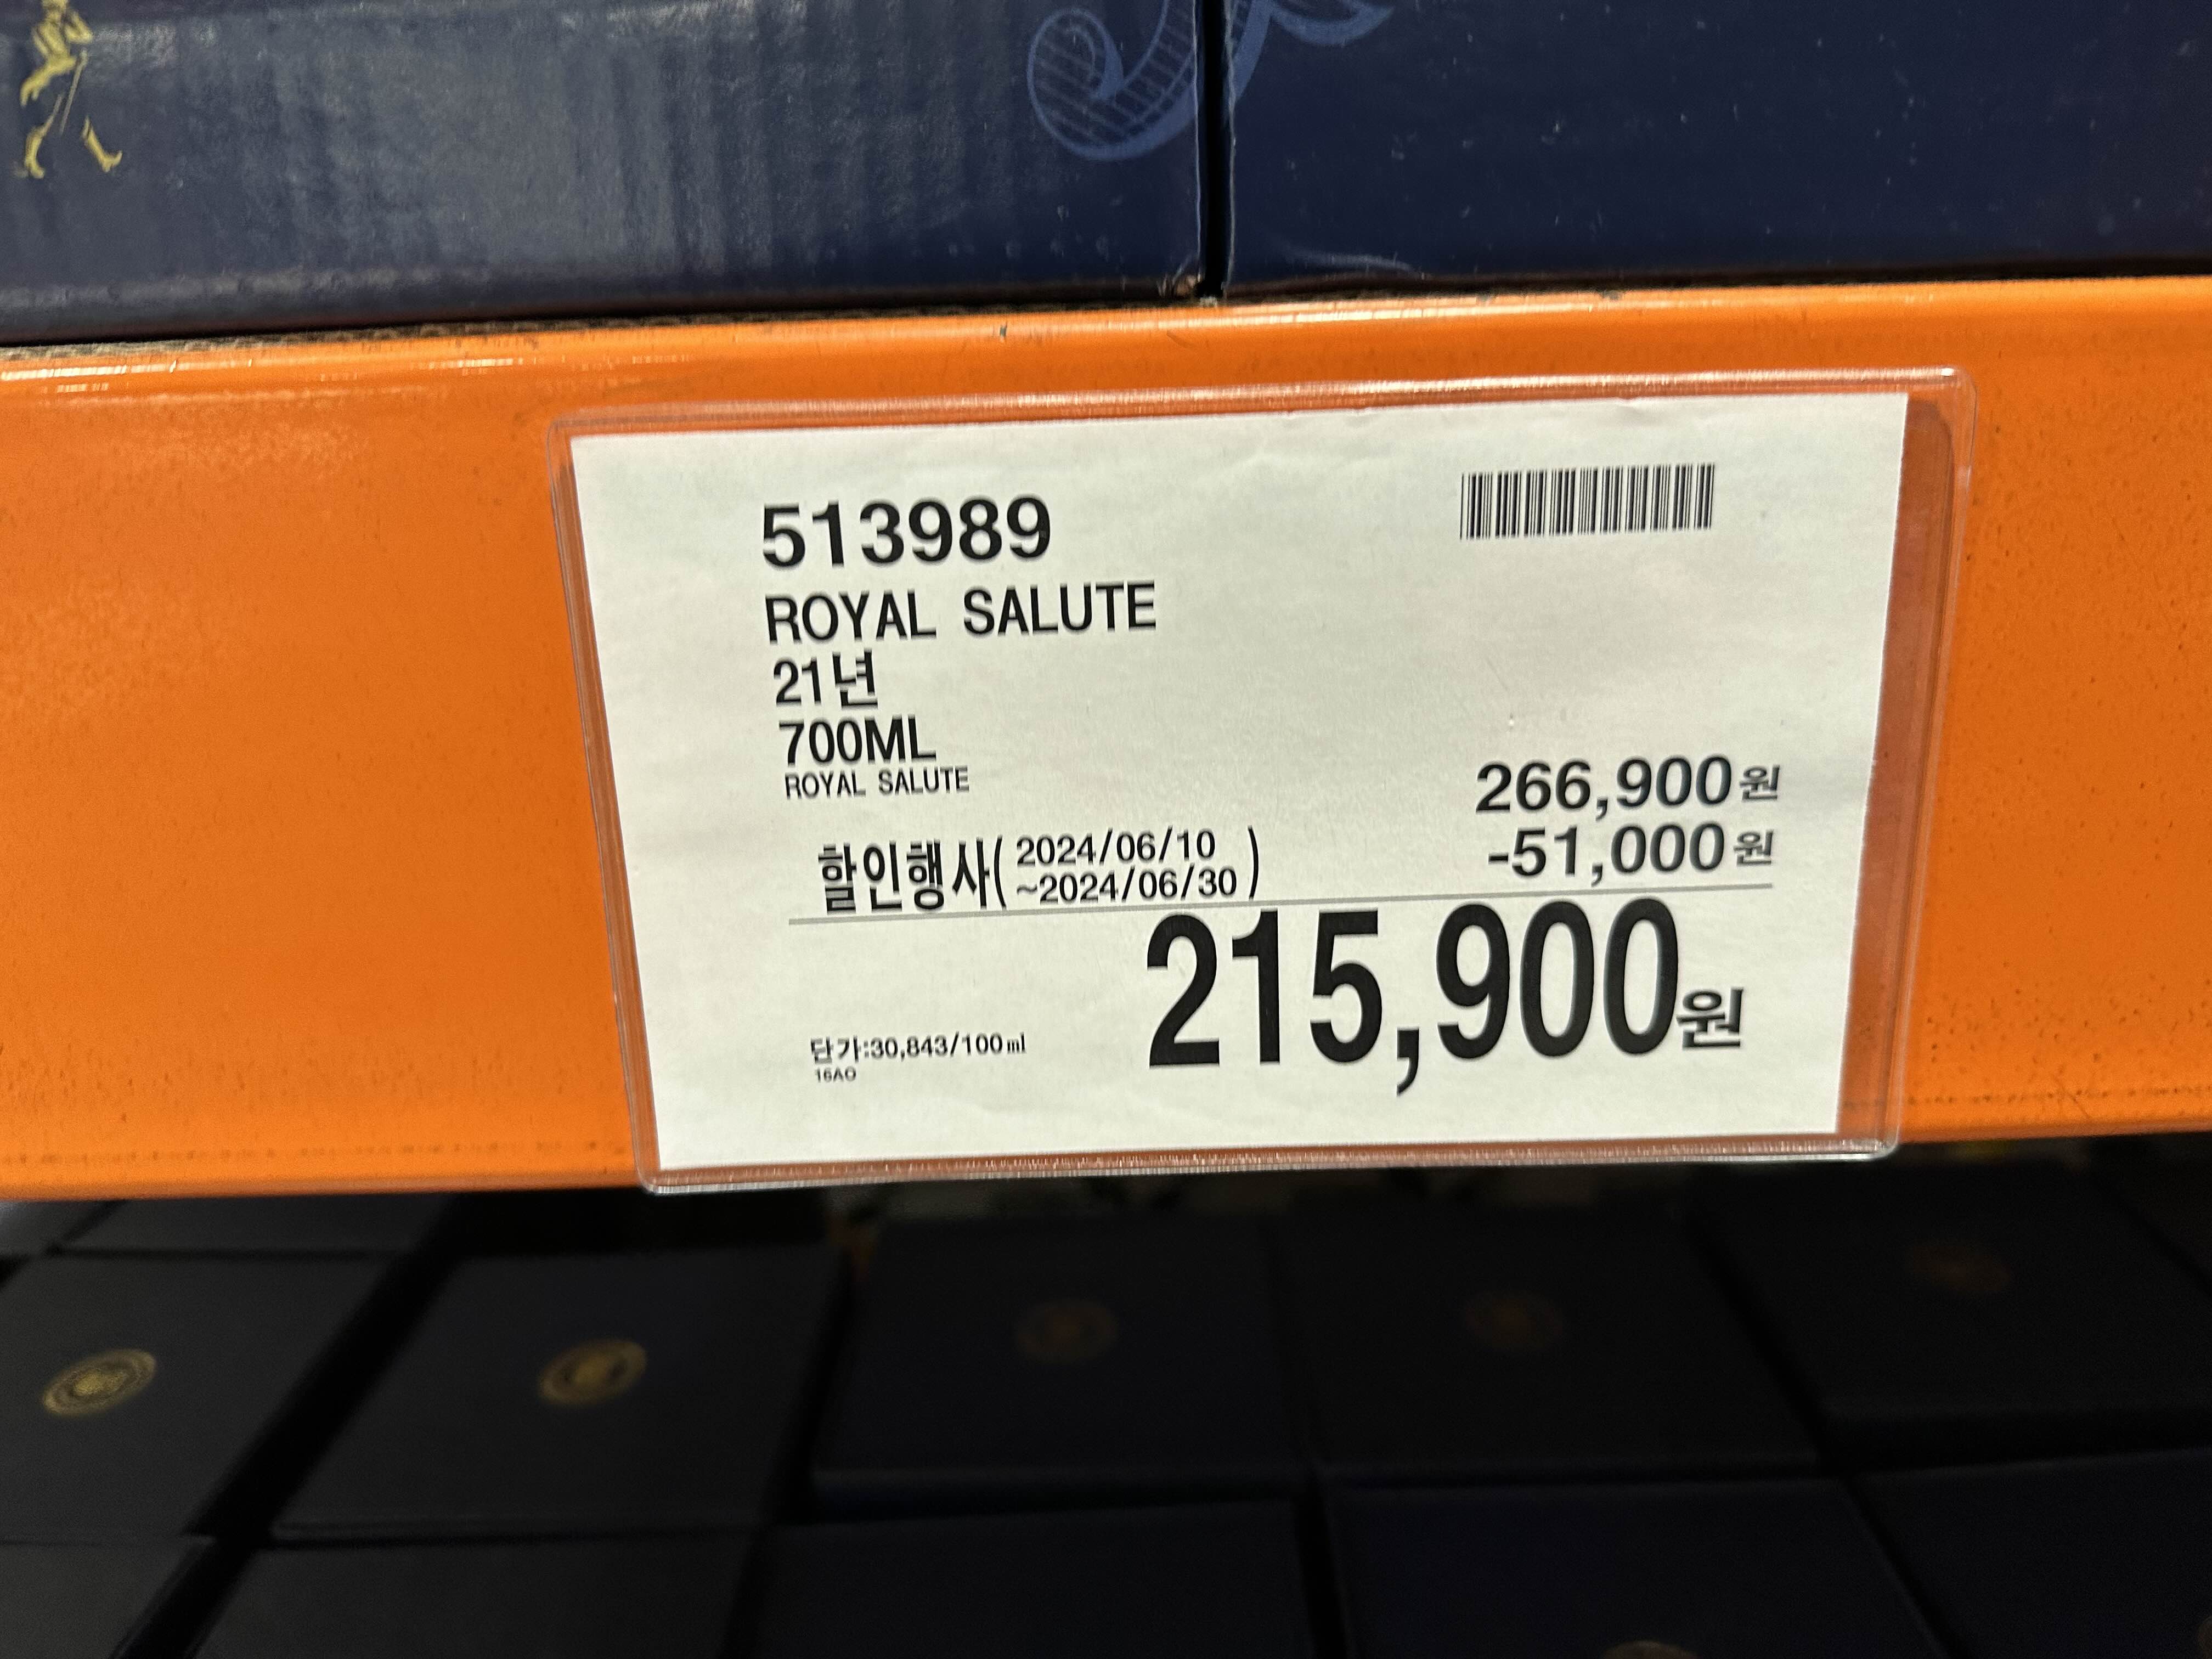 513989
ROYAL SALUTE
21년
700ML
ROYAL SALUTE
266,900원
할인행사( 2024/06/10 ~2024/06/30 ) -51,000원
215,900원
단가:30,843/100㎖
16AO